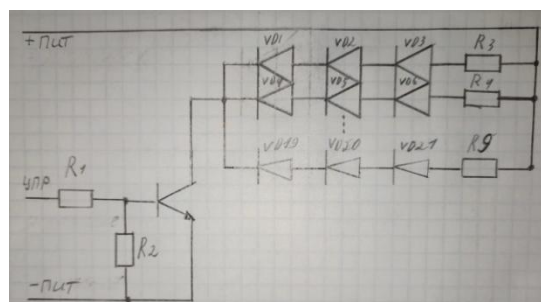 +ПИТ
VD1 VD2 VD3 R3
VD4 VD5 VD6 R4
VD19 VD20 VD21 R9
R1
УПР
R2
-ПИТ